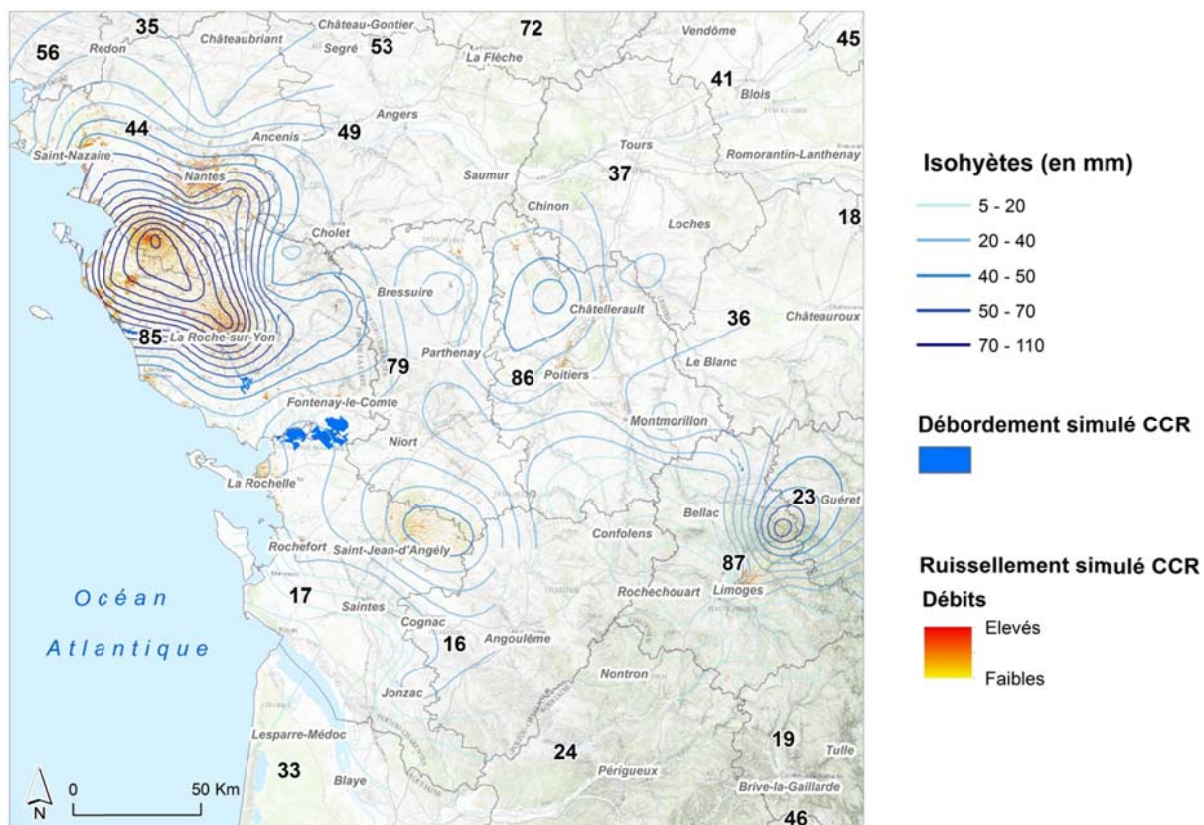 35
Château-Gontier
72
Vendôme
45
56
Redon
Châteaubriant
Segré
53
La Flèche
41
Blois
44
Ancenis
49
Angers
Tours
Romorantin-Lanthenay
Saint-Nazaire
Nantes
Saumur
37
Chinon
Loches
18
Cholet
Bressuire
Châtellerault
36
Châteauroux
85
La Roche-sur-Yon
Parthenay
79
86
Poitiers
Le Blanc
Fontenay-le-Comte
Montmorillon
Niort
La Rochelle
23
Guéret
Bellac
Rochefort
Saint-Jean-d'Angély
Confolens
87
17
Rochechouart
Limoges
Saintes
Cognac
16
Angoulême
Océan
Atlantique
Nontron
Jonzac
Lesparre-Médoc
24
19
Tulle
33
Blaye
Périgueux
Brive-la-Gaillarde
46
N
0 50 Km
Isohyètes (en mm)
5 - 20
20 - 40
40 - 50
50 - 70
70 - 110
Débordement simulé CCR
Ruissellement simulé CCR
Débits
Elevés
Faibles